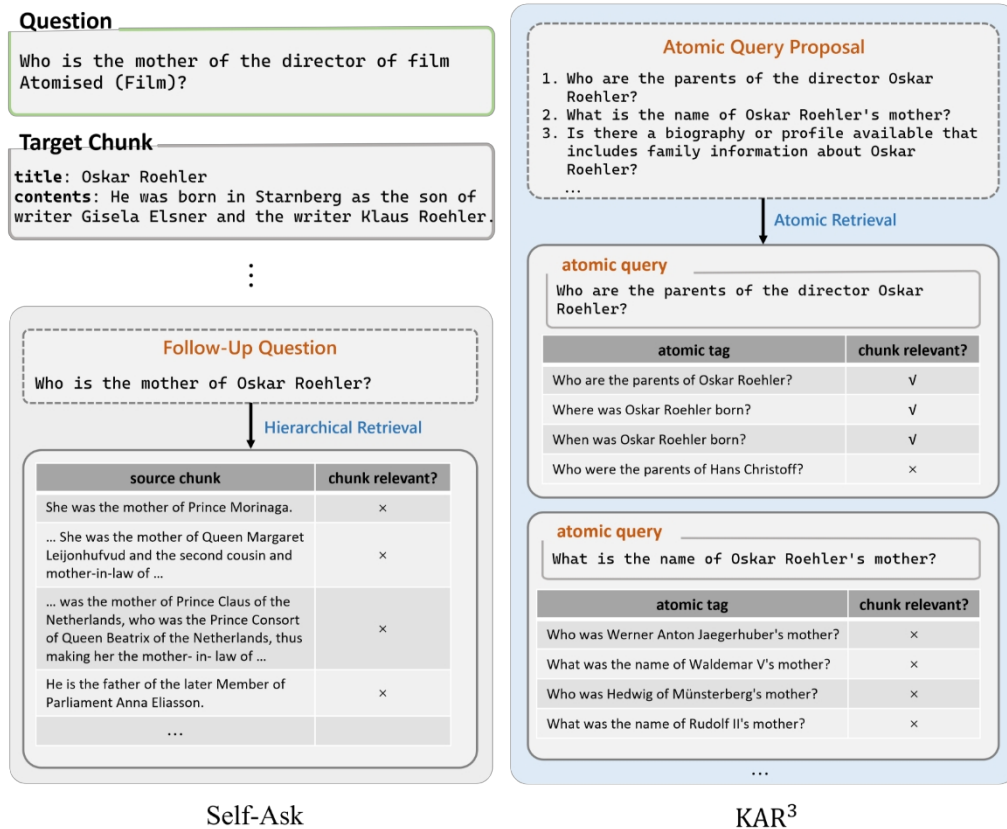 Question
Who is the mother of the director of film
Atomised (Film)?
Target Chunk
title: Oskar Roehler
contents: He was born in Starnberg as the son of
writer Gisela Elsner and the writer Klaus Roehler.
⋮
Follow-Up Question
Who is the mother of Oskar Roehler?
Hierarchical Retrieval
source chunk chunk relevant?
She was the mother of Prince Morinaga. ×
... She was the mother of Queen Margaret
Leijonhufvud and the second cousin and
mother-in-law of ... ×
... was the mother of Prince Claus of the
Netherlands, who was the Prince Consort
of Queen Beatrix of the Netherlands, thus
making her the mother- in- law of ... ×
He is the father of the later Member of
Parliament Anna Eliasson. ×
...
Self-Ask
Atomic Query Proposal
1. Who are the parents of the director Oskar
Roehler?
2. What is the name of Oskar Roehler's mother?
3. Is there a biography or profile available that
includes family information about Oskar
Roehler?
...
Atomic Retrieval
atomic query
Who are the parents of the director Oskar
Roehler?
atomic tag chunk relevant?
Who are the parents of Oskar Roehler? √
Where was Oskar Roehler born? √
When was Oskar Roehler born? √
Who were the parents of Hans Christoff? ×
atomic query
What is the name of Oskar Roehler's mother?
atomic tag chunk relevant?
Who was Werner Anton Jaegerhuber's mother? ×
What was the name of Waldemar V's mother? ×
Who was Hedwig of Münsterberg's mother? ×
What was the name of Rudolf II's mother? ×
...
KAR³